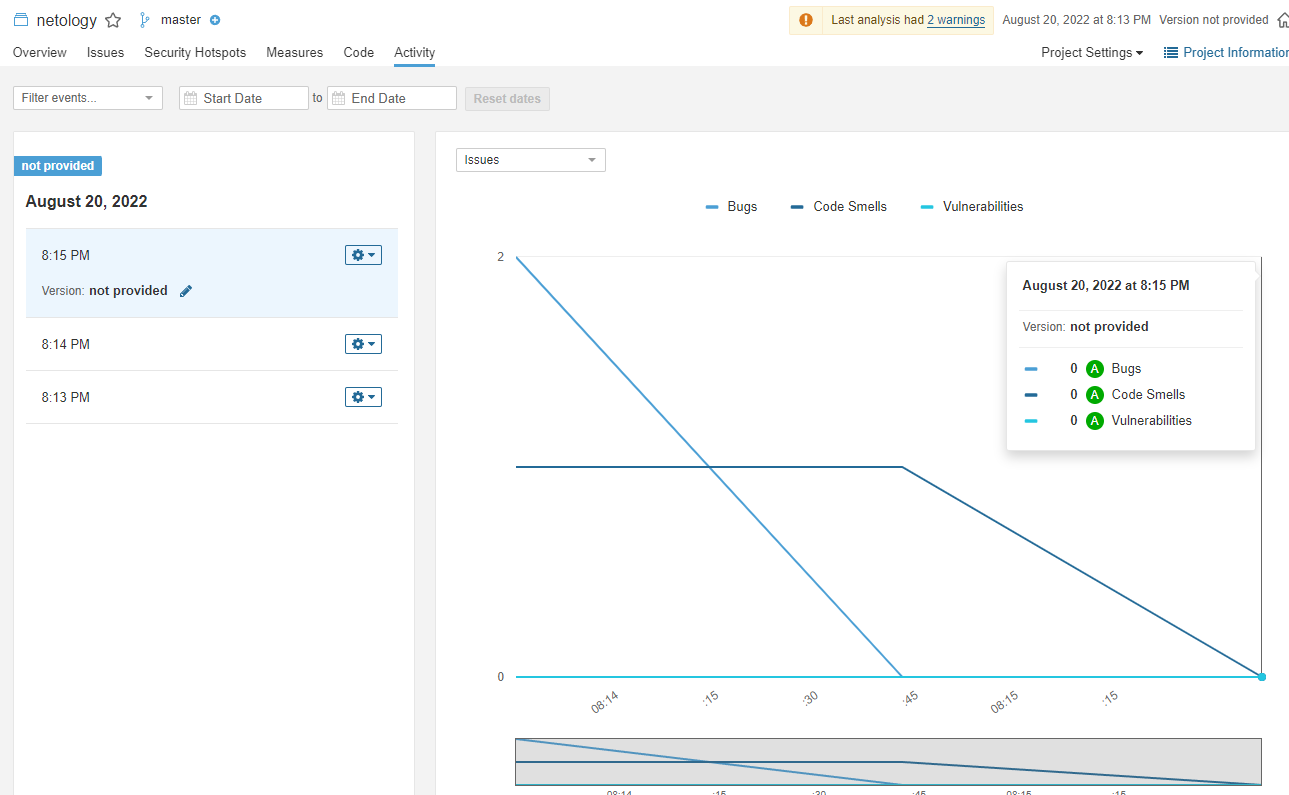 netology master Last analysis had 2 warnings August 20, 2022 at 8:13 PM Version not provided
Overview Issues Security Hotspots Measures Code Activity Project Settings Project Information
Filter events... Start Date to End Date Reset dates
not provided
August 20, 2022
8:15 PM
Version: not provided
8:14 PM
8:13 PM
Issues
Bugs Code Smells Vulnerabilities
2
August 20, 2022 at 8:15 PM
Version: not provided
0 A Bugs
0 A Code Smells
0 A Vulnerabilities
0
08:14 :15 :30 :45 08:15 :15
08:14 :15 :30 :45 08:15 :15